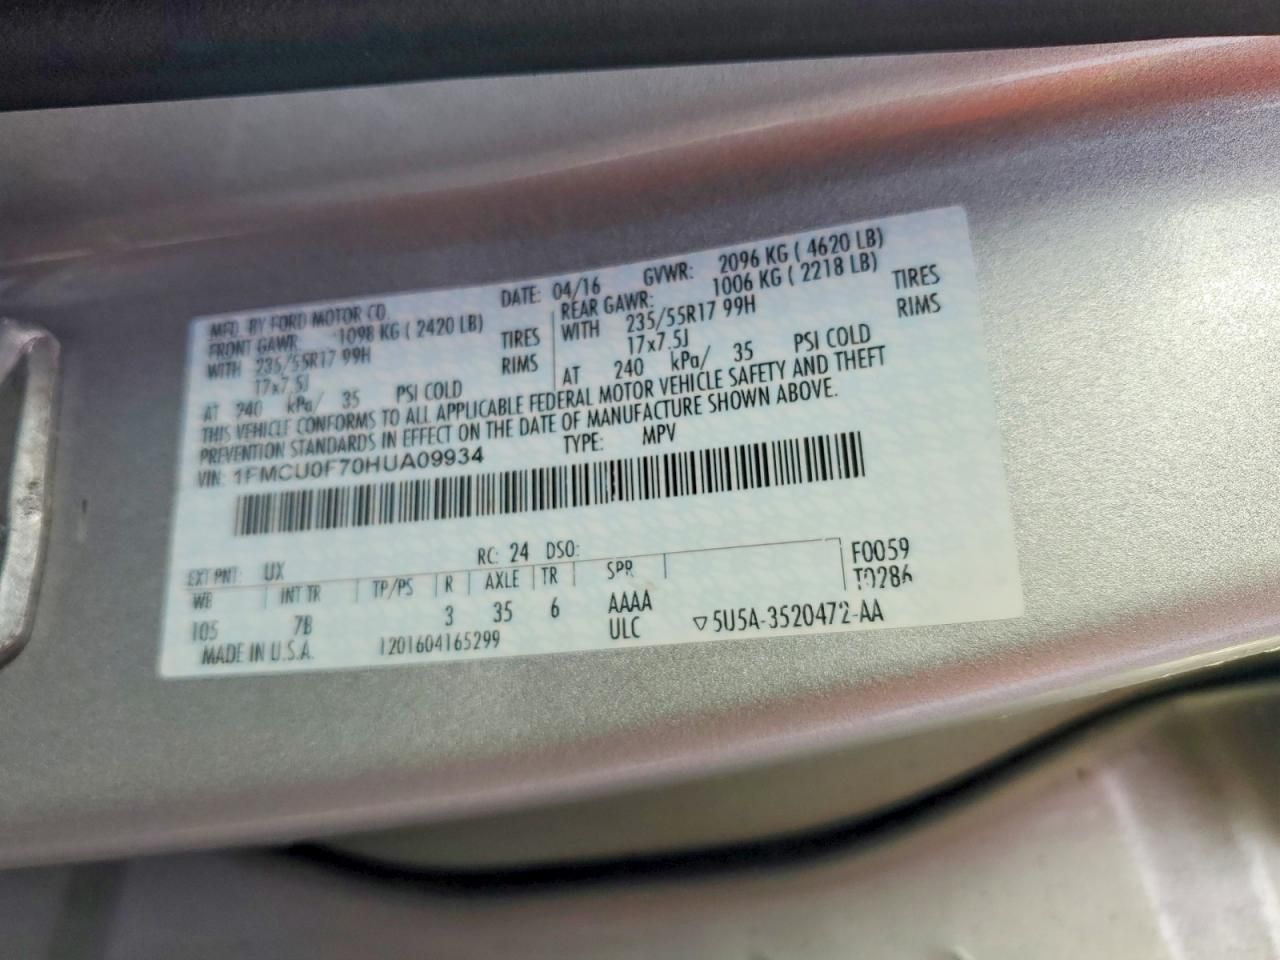 MFD. BY FORD MOTOR CO.
DATE: 04/16 GVWR: 2096 KG ( 4620 LB)
FRONT GAWR: 1098 KG ( 2420 LB)
WITH 235/55R17 99H TIRES
17x7.5J RIMS
AT 240 kPa/ 35 PSI COLD
REAR GAWR: 1006 KG ( 2218 LB)
WITH 235/55R17 99H TIRES
17x7.5J RIMS
AT 240 kPa/ 35 PSI COLD
THIS VEHICLE CONFORMS TO ALL APPLICABLE FEDERAL MOTOR VEHICLE SAFETY AND THEFT
PREVENTION STANDARDS IN EFFECT ON THE DATE OF MANUFACTURE SHOWN ABOVE.
VIN: 1FMCU0F70HUA09934 TYPE: MPV
EXT PNT: UX RC: 24 DSO: F0059
WB INT TR TP/PS R AXLE TR SPR T0286
105 7B 3 35 6 AAAA
MADE IN U.S.A. 1201604165299 ULC ▽5U5A-3520472-AA